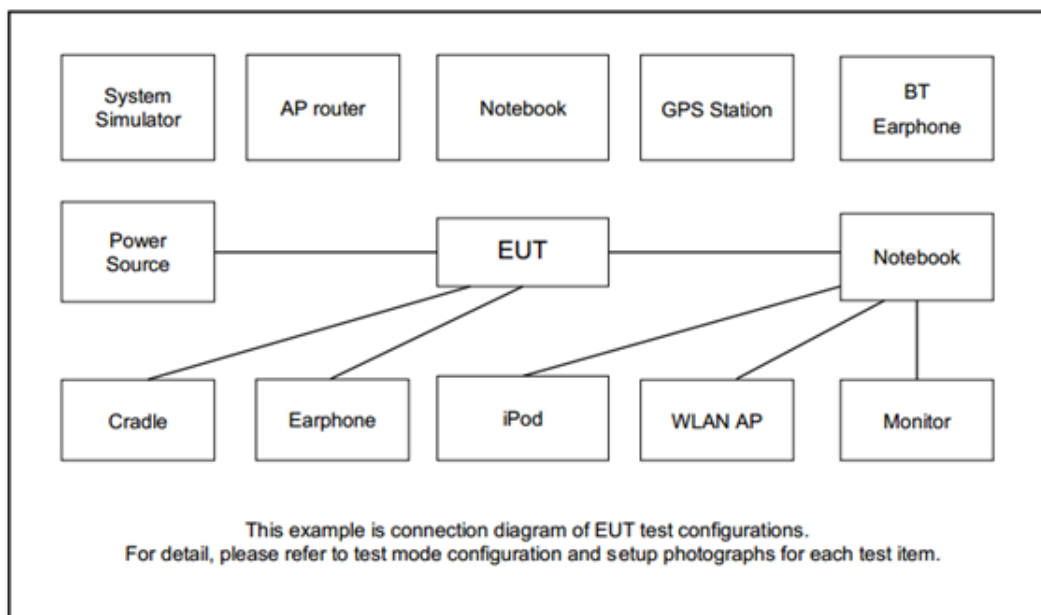 System
Simulator
AP router
Notebook
GPS Station
BT
Earphone
Power
Source
EUT
Notebook
Cradle
Earphone
iPod
WLAN AP
Monitor
This example is connection diagram of EUT test configurations.
For detail, please refer to test mode configuration and setup photographs for each test item.